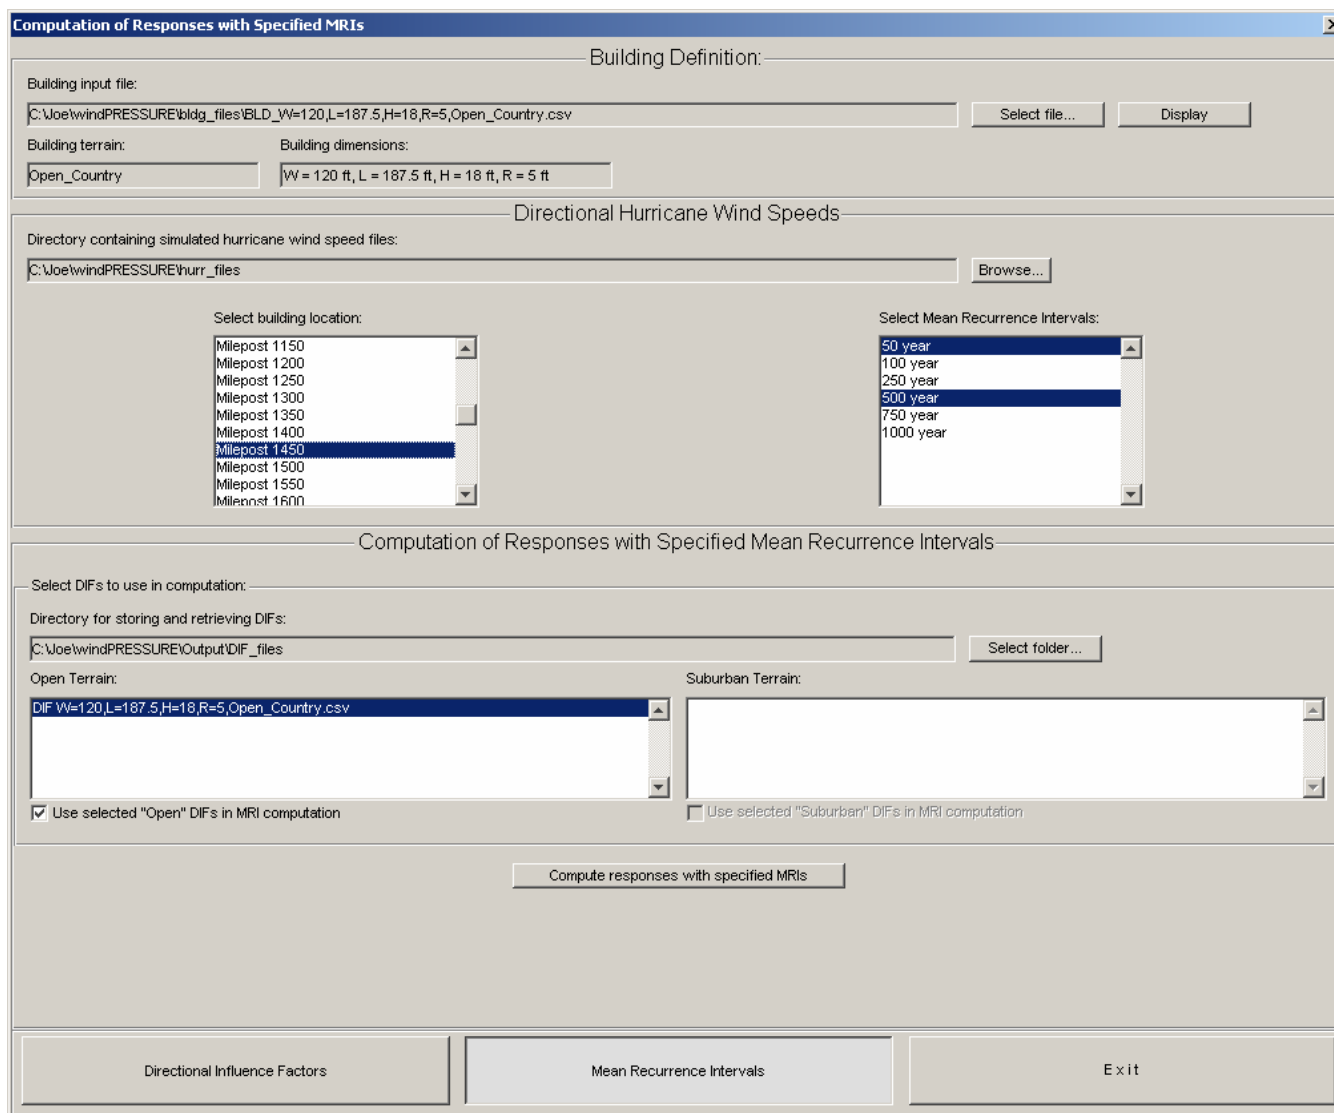 Computation of Responses with Specified MRIs
Building Definition:
Building input file:
C:\Joe\windPRESSURE\bldg_files\BLD_W=120,L=187.5,H=18,R=5,Open_Country.csv
Select file...
Display
Building terrain:
Building dimensions:
Open_Country
W = 120 ft, L = 187.5 ft, H = 18 ft, R = 5 ft
Directional Hurricane Wind Speeds
Directory containing simulated hurricane wind speed files:
C:\Joe\windPRESSURE\hurr_files
Browse...
Select building location:
Milepost 1150
Milepost 1200
Milepost 1250
Milepost 1300
Milepost 1350
Milepost 1400
Milepost 1450
Milepost 1500
Milepost 1550
Milepost 1600
Select Mean Recurrence Intervals:
50 year
100 year
250 year
500 year
750 year
1000 year
Computation of Responses with Specified Mean Recurrence Intervals
Select DIFs to use in computation:
Directory for storing and retrieving DIFs:
C:\Joe\windPRESSURE\Output\DIF_files
Select folder...
Open Terrain:
DIF W=120,L=187.5,H=18,R=5,Open_Country.csv
Use selected "Open" DIFs in MRI computation
Suburban Terrain:
Use selected "Suburban" DIFs in MRI computation
Compute responses with specified MRIs
Directional Influence Factors
Mean Recurrence Intervals
Exit